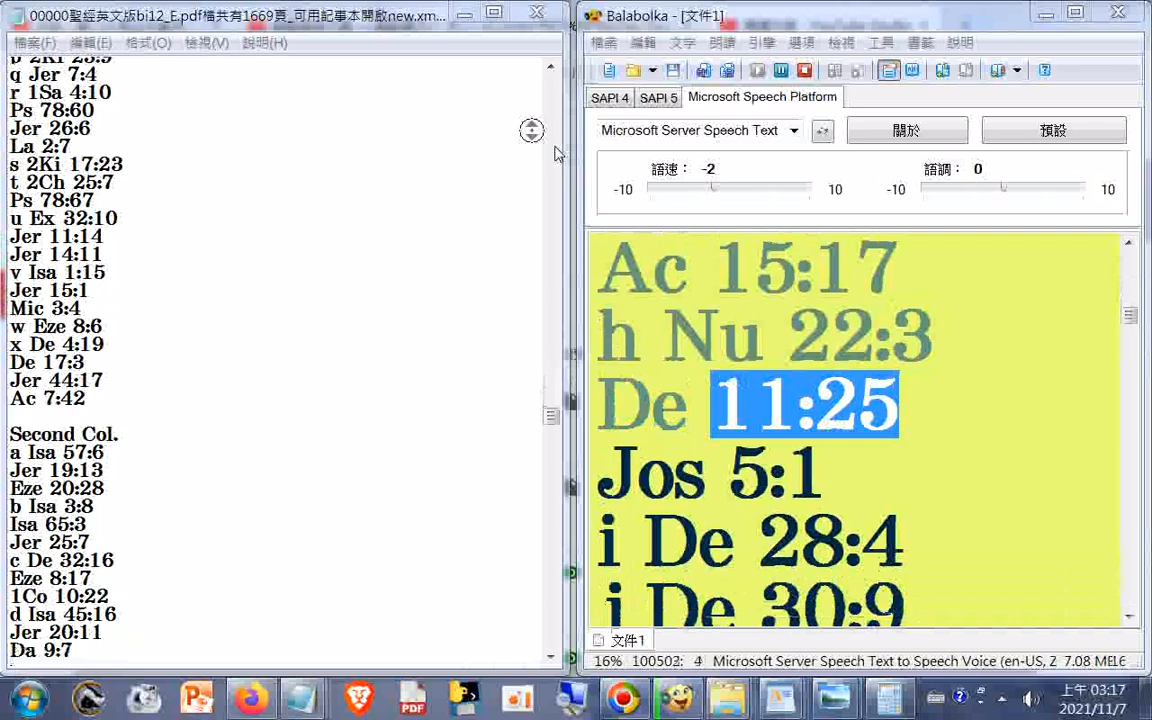 00000聖經英文版bi12_E.pdf檔共有1669頁_可用記事本開啟new.xm...
檔案(F) 編輯(E) 格式(O) 檢視(V) 說明(H)
p 2Ki 23:9
q Jer 7:4
r 1Sa 4:10
Ps 78:60
Jer 26:6
La 2:7
s 2Ki 17:23
t 2Ch 25:7
Ps 78:67
u Ex 32:10
Jer 11:14
Jer 14:11
v Isa 1:15
Jer 15:1
Mic 3:4
w Eze 8:6
x De 4:19
De 17:3
Jer 44:17
Ac 7:42
Second Col.
a Isa 57:6
Jer 19:13
Eze 20:28
b Isa 3:8
Isa 65:3
Jer 25:7
c De 32:16
Eze 8:17
1Co 10:22
d Isa 45:16
Jer 20:11
Da 9:7
Balabolka - [文件1]
檔案 編輯 文字 朗讀 引擎 選項 檢視 工具 書籤 說明
SAPI 4 SAPI 5 Microsoft Speech Platform
Microsoft Server Speech Text 關於 預設
語速： -2 語調： 0
-10 10 -10 10
Ac 15:17
h Nu 22:3
De 11:25
Jos 5:1
i De 28:4
j De 30:9
文件1
16% 100502: 4 Microsoft Server Speech Text to Speech Voice (en-US, Z 7.08 ME
上午 03:17
2021/11/7
PDF